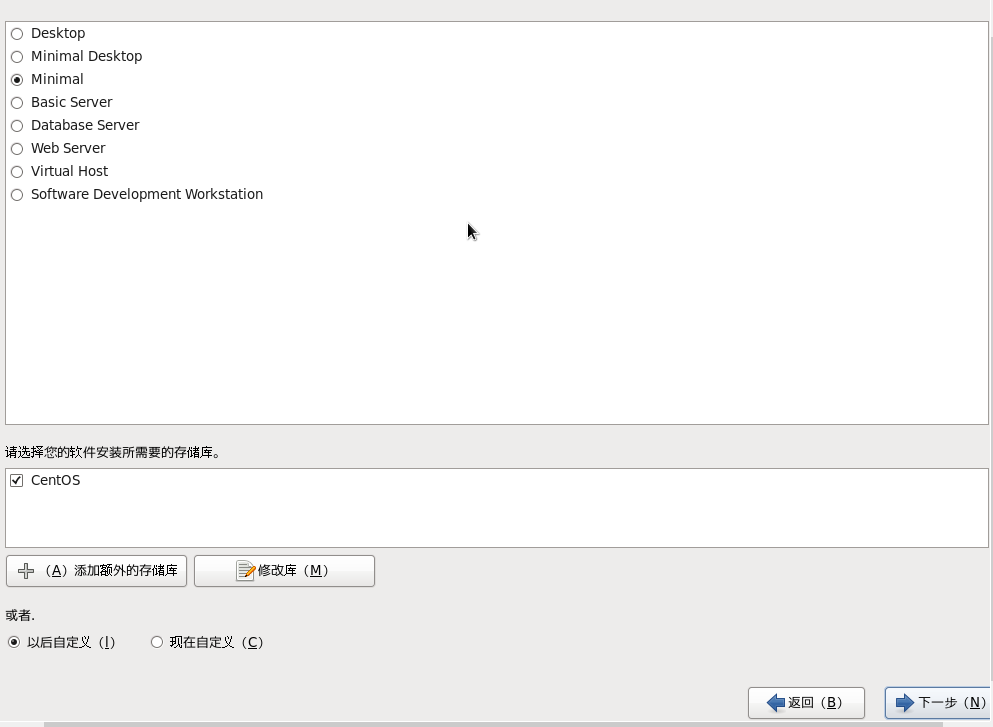 Desktop
Minimal Desktop
Minimal
Basic Server
Database Server
Web Server
Virtual Host
Software Development Workstation
请选择您的软件安装所需要的存储库。
CentOS
（A）添加额外的存储库 修改库（M）
或者.
以后自定义（l） 现在自定义（C）
返回（B） 下一步（N）